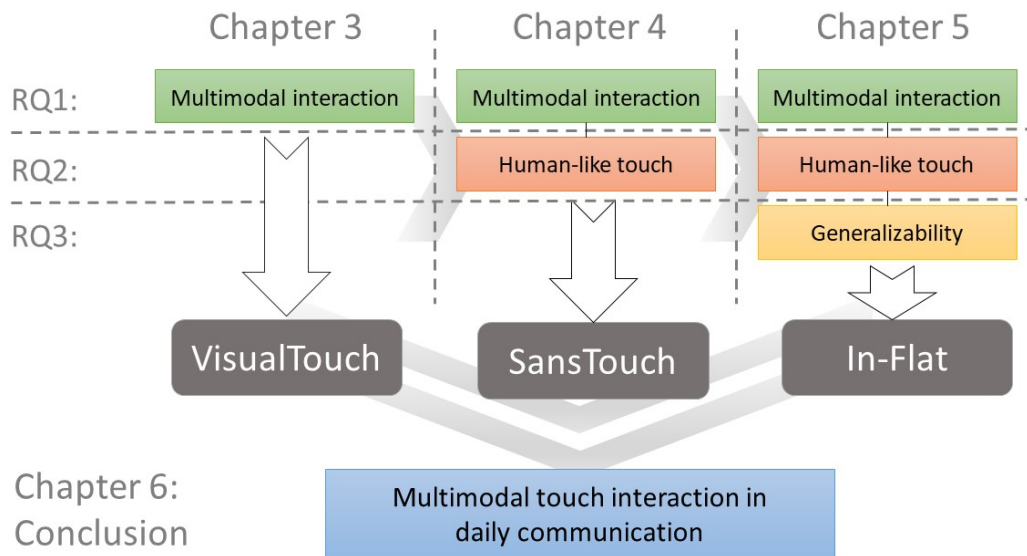 Chapter 3
Chapter 4
Chapter 5
RQ1:
Multimodal interaction
Multimodal interaction
Multimodal interaction
RQ2:
Human-like touch
Human-like touch
RQ3:
Generalizability
VisualTouch
SansTouch
In-Flat
Chapter 6:
Conclusion
Multimodal touch interaction in
daily communication